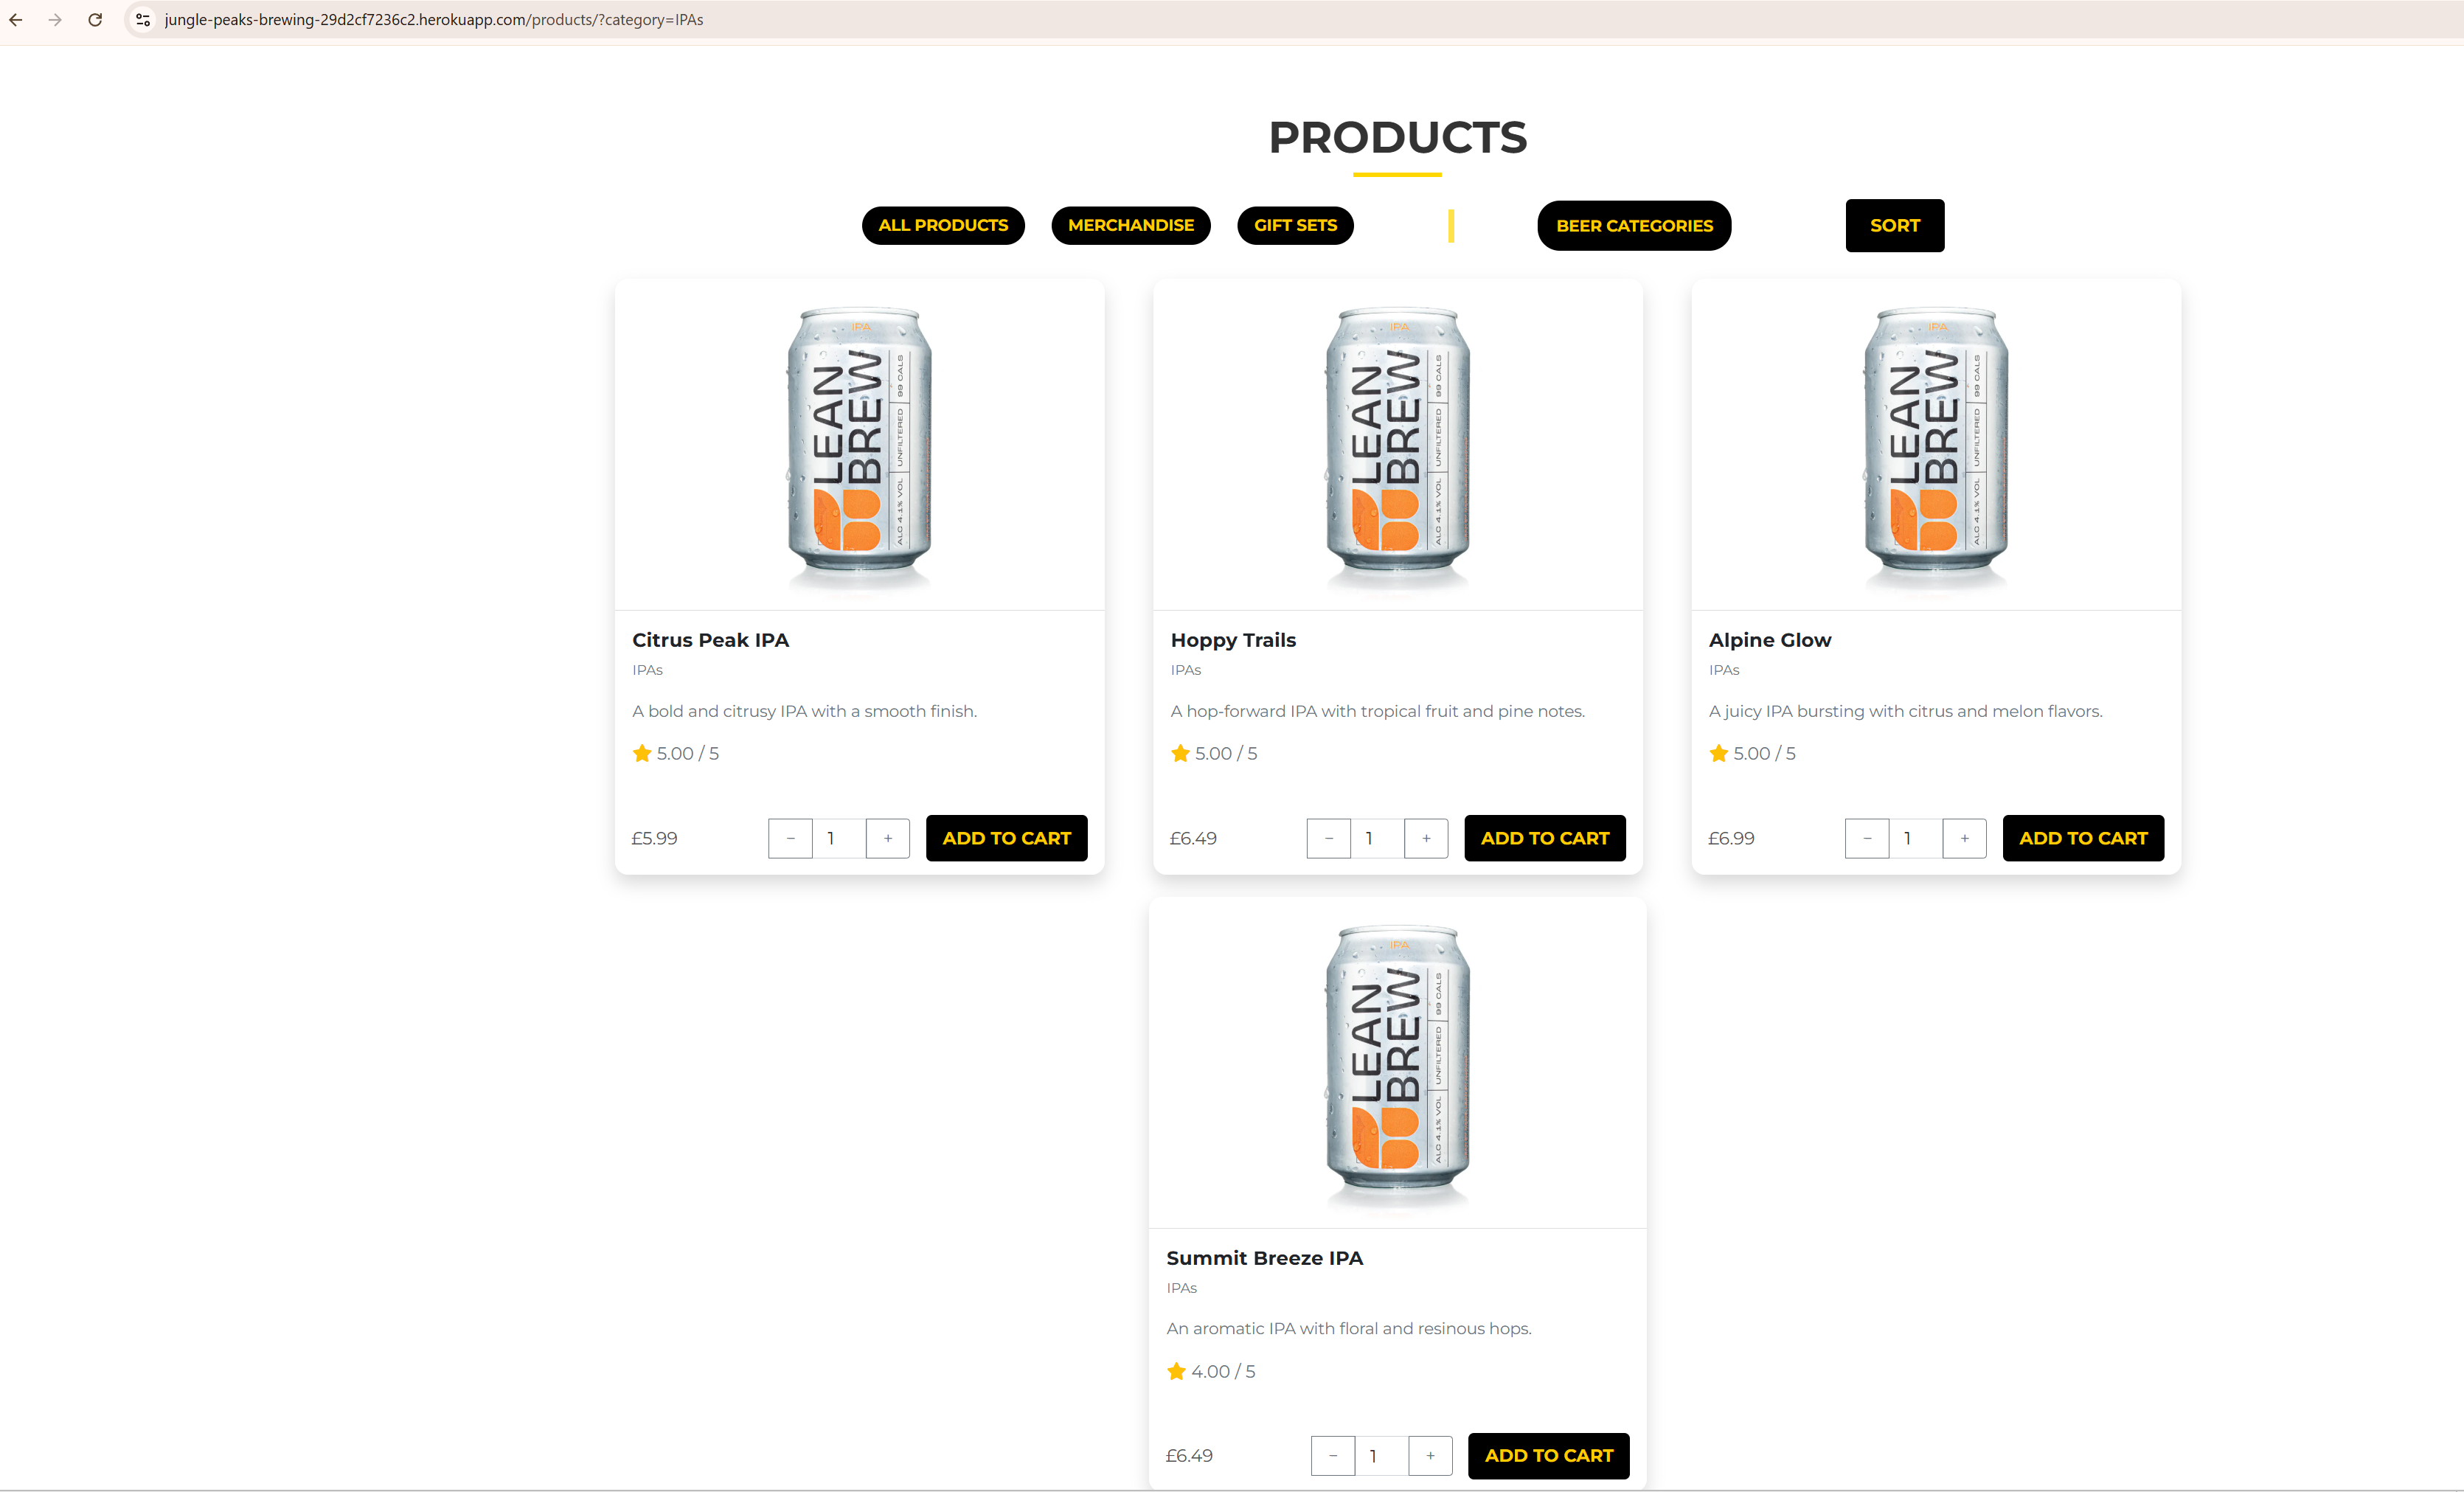 jungle-peaks-brewing-29d2cf7236c2.herokuapp.com/products/?category=IPAs
PRODUCTS
ALL PRODUCTS MERCHANDISE GIFT SETS BEER CATEGORIES SORT
IPA
LEAN
BREW
ALC 4.1% VOL UNFILTERED 99 CALS
IPA
LEAN
BREW
ALC 4.1% VOL UNFILTERED 99 CALS
IPA
LEAN
BREW
ALC 4.1% VOL UNFILTERED 99 CALS
Citrus Peak IPA
IPAs
A bold and citrusy IPA with a smooth finish.
5.00 / 5
£5.99 − 1 + ADD TO CART
Hoppy Trails
IPAs
A hop-forward IPA with tropical fruit and pine notes.
5.00 / 5
£6.49 − 1 + ADD TO CART
Alpine Glow
IPAs
A juicy IPA bursting with citrus and melon flavors.
5.00 / 5
£6.99 − 1 + ADD TO CART
IPA
LEAN
BREW
ALC 4.1% VOL UNFILTERED 99 CALS
Summit Breeze IPA
IPAs
An aromatic IPA with floral and resinous hops.
4.00 / 5
£6.49 − 1 + ADD TO CART